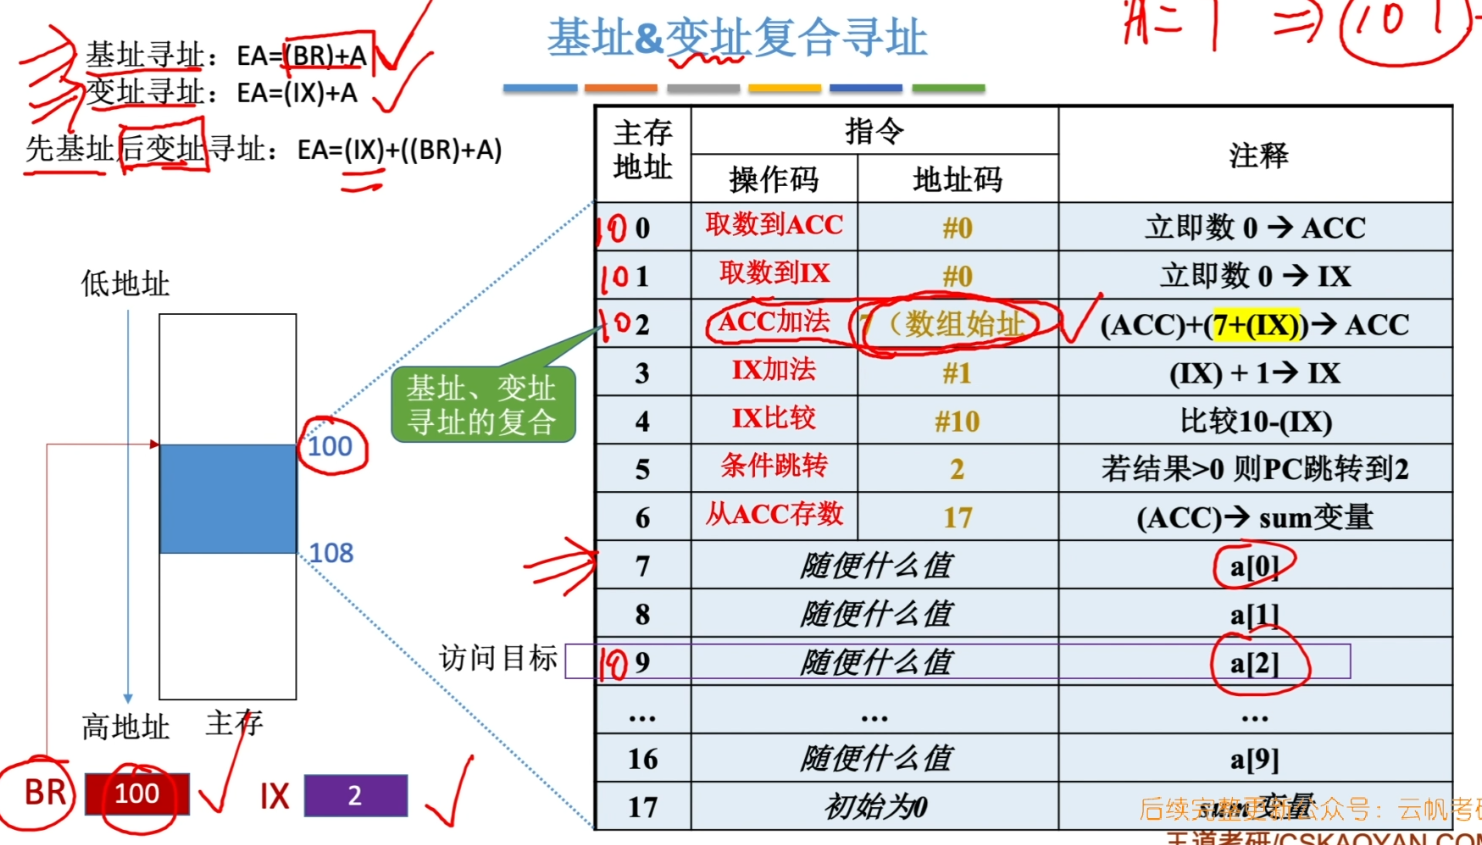 基址&变址复合寻址
A=1 ⇒ 101
基址寻址：EA=(BR)+A
变址寻址：EA=(IX)+A
先基址后变址寻址：EA=(IX)+((BR)+A)
主存地址 指令 注释
操作码 地址码
10 0 取数到ACC #0 立即数 0 → ACC
10 1 取数到IX #0 立即数 0 → IX
10 2 ACC加法 7（数组始址 (ACC)+(7+(IX))→ ACC
3 IX加法 #1 (IX) + 1→ IX
4 IX比较 #10 比较10-(IX)
5 条件跳转 2 若结果>0 则PC跳转到2
6 从ACC存数 17 (ACC)→ sum变量
7 随便什么值 a[0]
8 随便什么值 a[1]
10 9 随便什么值 a[2]
... ... ...
16 随便什么值 a[9]
17 初始为0 sum变量
低地址
基址、变址
寻址的复合
100
108
访问目标
高地址 主存
BR 100 IX 2
后续完整更新公众号：云帆考研
王道考研/CSKAOYAN.COM